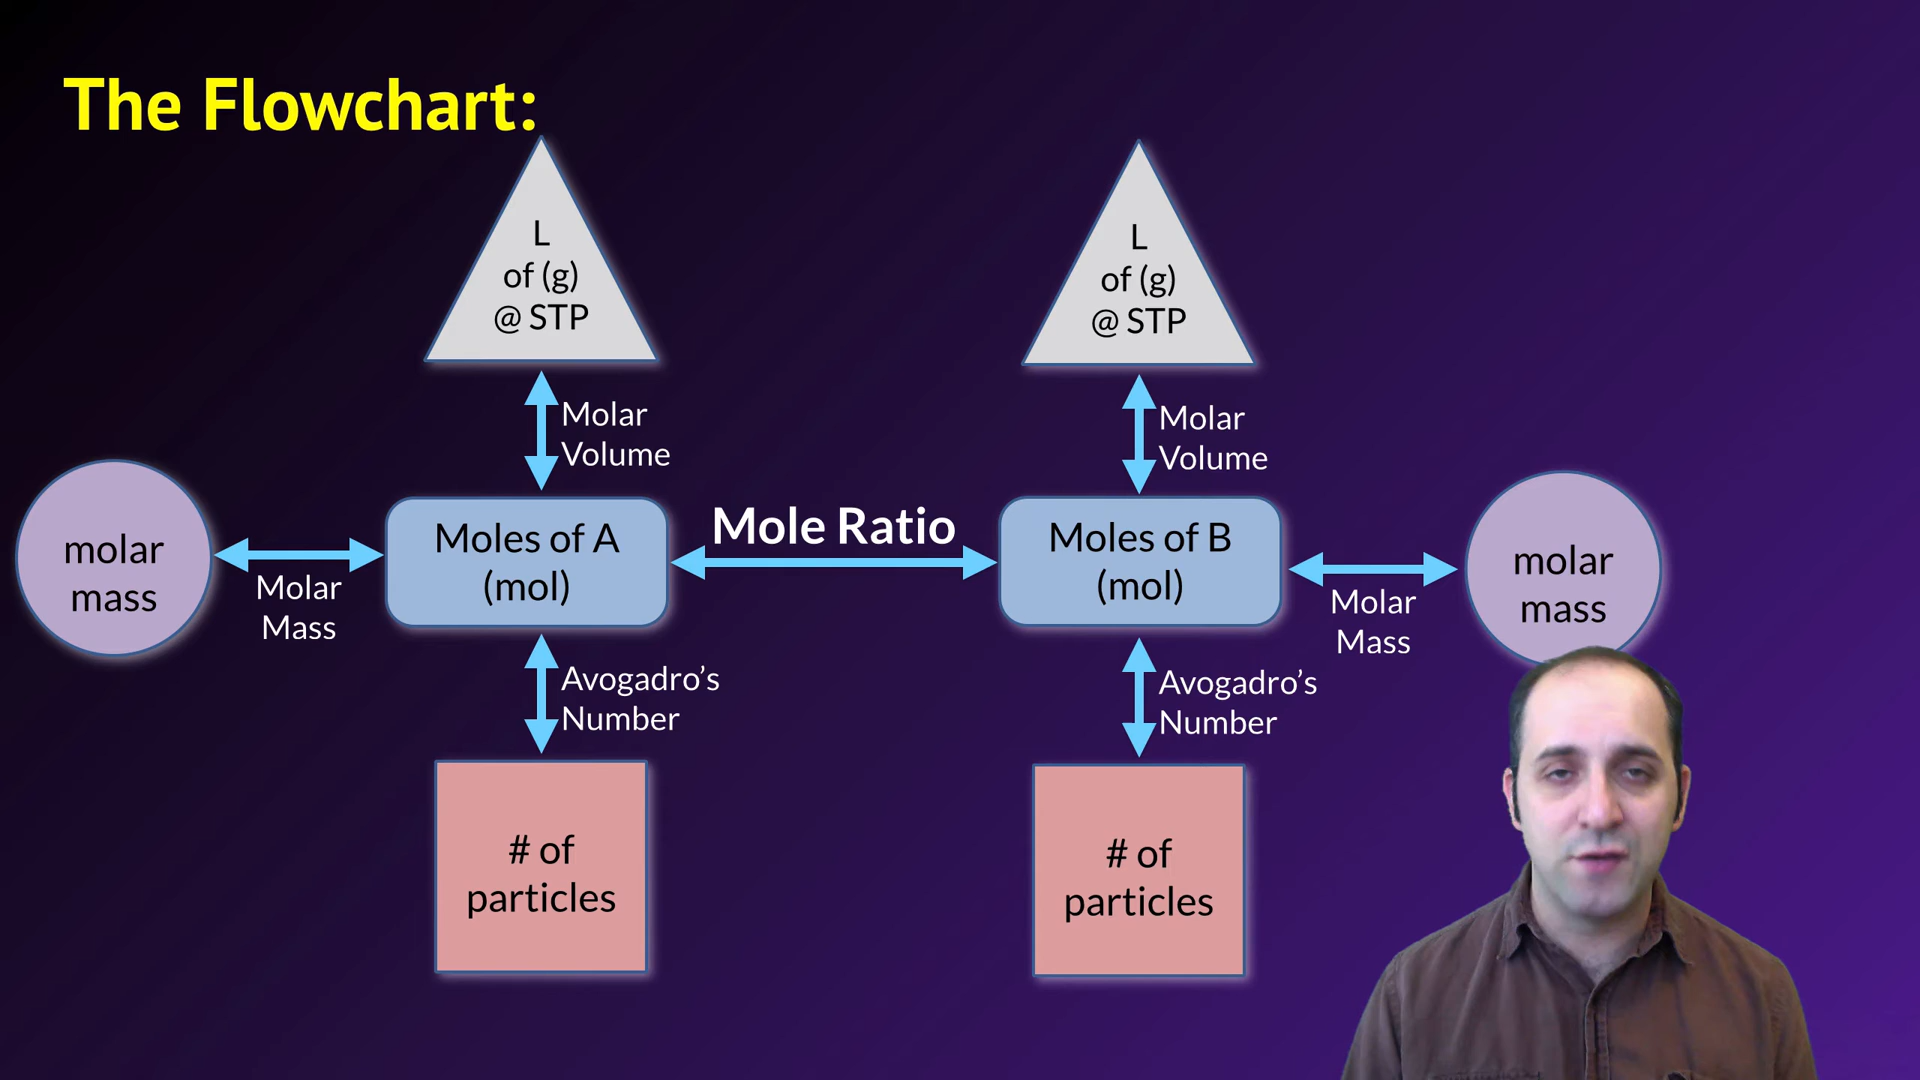 The Flowchart:
L
of (g)
@ STP
L
of (g)
@ STP
Molar
Volume
Molar
Volume
molar
mass
Molar
Mass
Moles of A
(mol)
Mole Ratio
Moles of B
(mol)
Molar
Mass
molar
mass
Avogadro’s
Number
Avogadro’s
Number
# of
particles
# of
particles